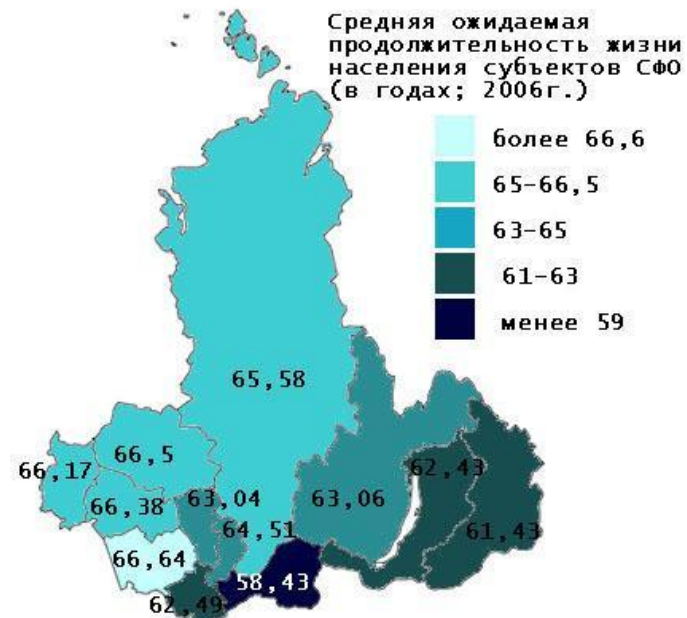 Средняя ожидаемая
продолжительность жизни
населения субъектов СФО
(в годах; 2006г.)
более 66,6
65-66,5
63-65
61-63
менее 59
65,58
66,5
66,17
62,43
66,38
63,04
63,06
64,51
61,43
66,64
58,43
62,49